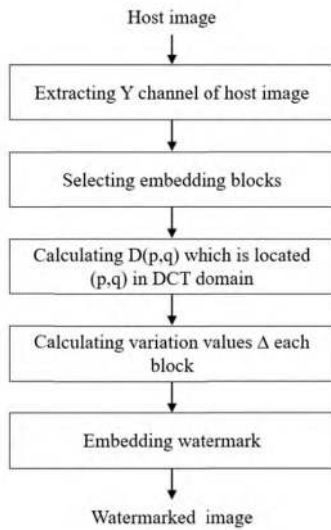 Host image
Extracting Y channel of host image
Selecting embedding blocks
Calculating D(p,q) which is located
(p,q) in DCT domain
Calculating variation values Δ each
block
Embedding watermark
Watermarked image